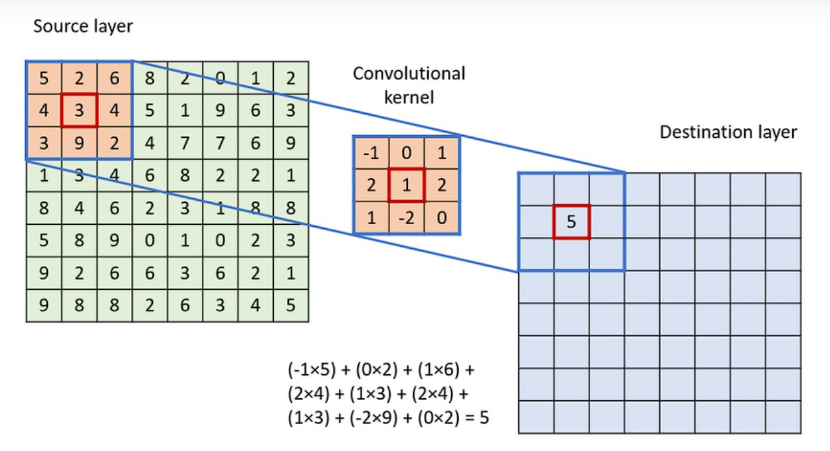 Source layer
5 2 6 8 2 0 1 2
4 3 4 5 1 9 6 3
3 9 2 4 7 7 6 9
1 3 4 6 8 2 2 1
8 4 6 2 3 1 8 8
5 8 9 0 1 0 2 3
9 2 6 6 3 6 2 1
9 8 8 2 6 3 4 5
Convolutional
kernel
-1 0 1
2 1 2
1 -2 0
Destination layer
5
(-1×5) + (0×2) + (1×6) +
(2×4) + (1×3) + (2×4) +
(1×3) + (-2×9) + (0×2) = 5